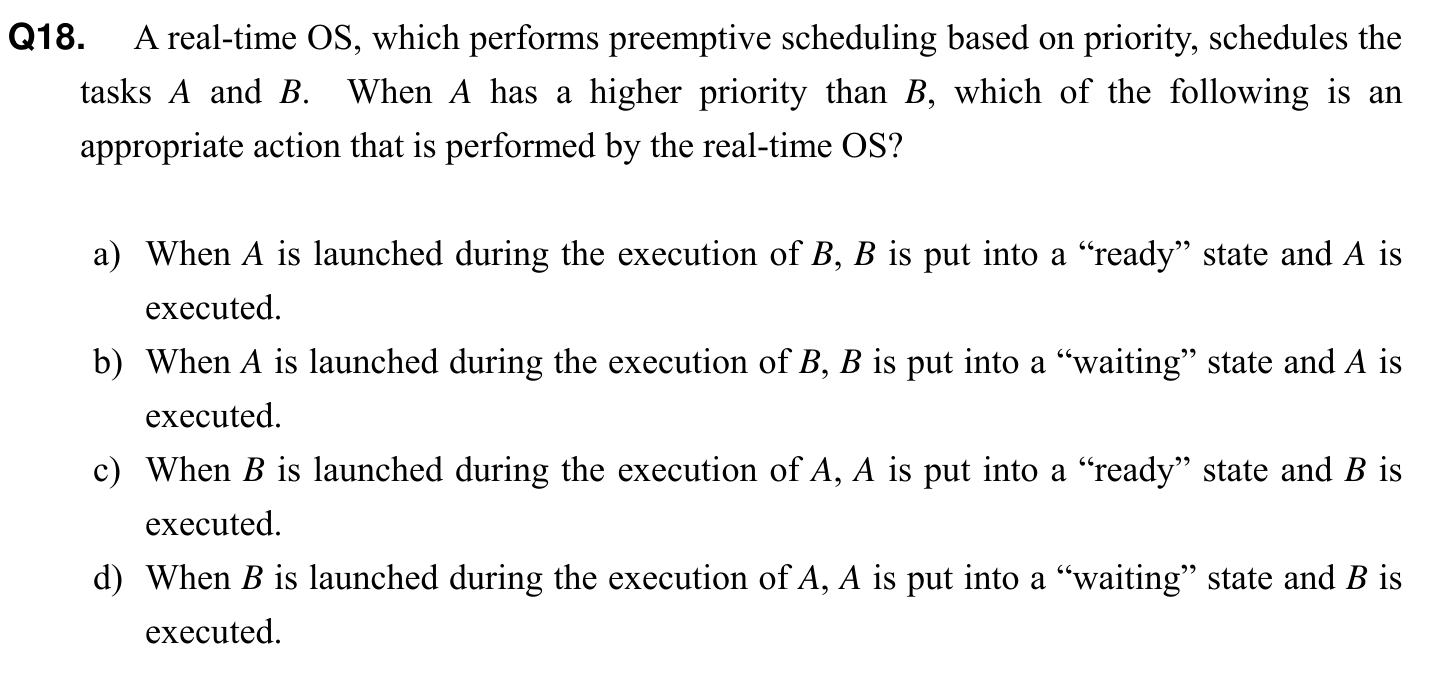 Q18. A real-time OS, which performs preemptive scheduling based on priority, schedules the
tasks A and B. When A has a higher priority than B, which of the following is an
appropriate action that is performed by the real-time OS?
a) When A is launched during the execution of B, B is put into a “ready” state and A is
executed.
b) When A is launched during the execution of B, B is put into a “waiting” state and A is
executed.
c) When B is launched during the execution of A, A is put into a “ready” state and B is
executed.
d) When B is launched during the execution of A, A is put into a “waiting” state and B is
executed.